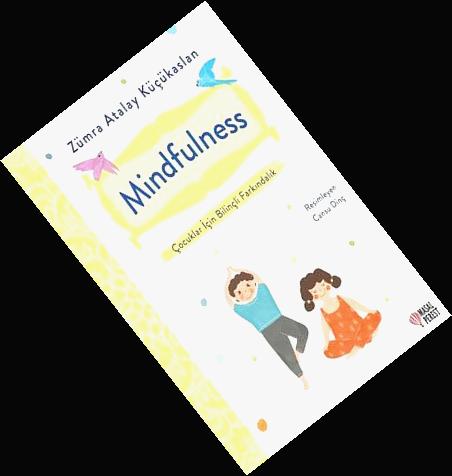 Zümra Atalay Küçükaslan
Mindfulness
Çocuklar İçin Bilinçli Farkındalık
Resimleyen
Cansu Dinç
MASAL
PEREST